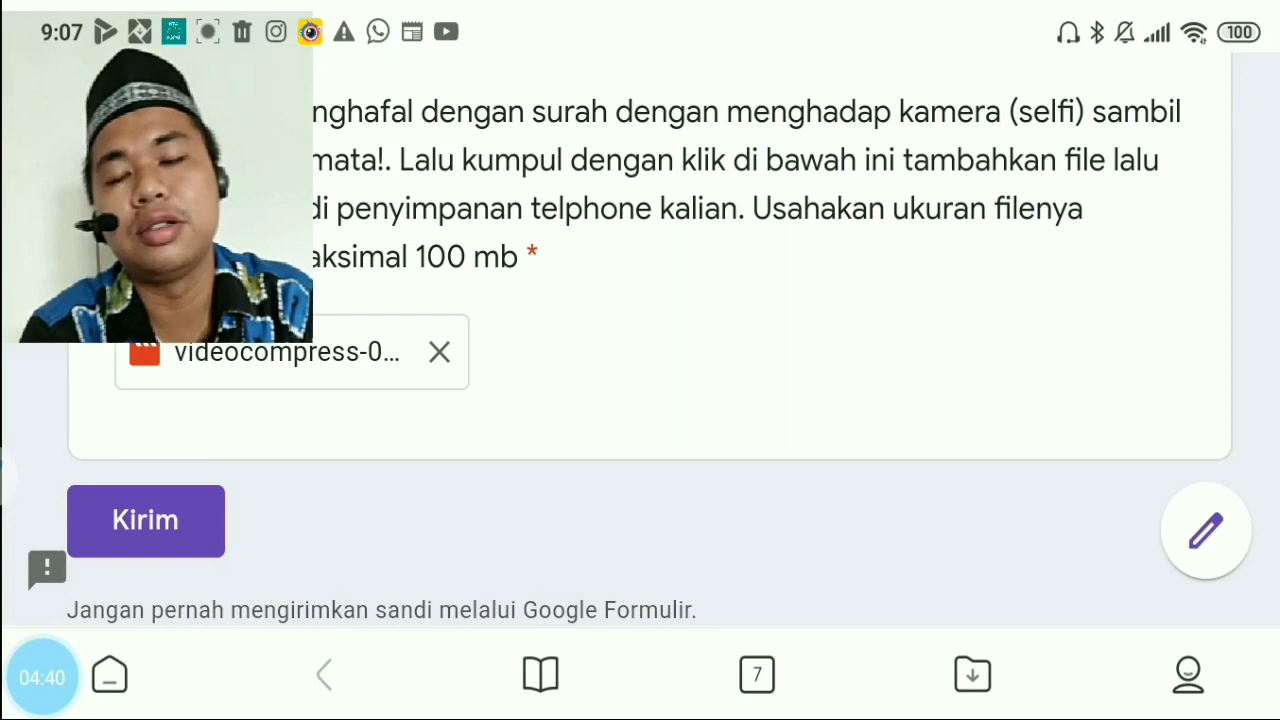 9:07
100
nghafal dengan surah dengan menghadap kamera (selfi) sambil
mata!. Lalu kumpul dengan klik di bawah ini tambahkan file lalu
di penyimpanan telphone kalian. Usahakan ukuran filenya
aksimal 100 mb *
videocompress-0...
Kirim
Jangan pernah mengirimkan sandi melalui Google Formulir.
04:40
7